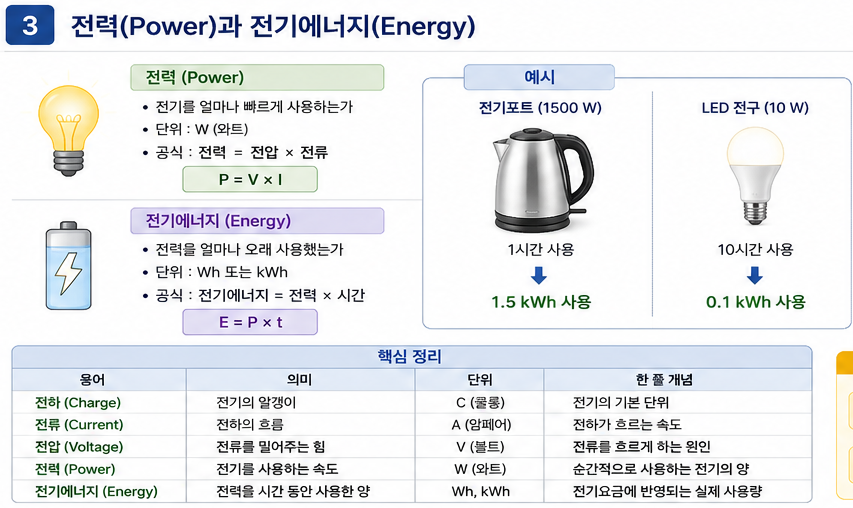 3 전력(Power)과 전기에너지(Energy)
전력 (Power)
• 전기를 얼마나 빠르게 사용하는가
• 단위 : W (와트)
• 공식 : 전력 = 전압 × 전류
P = V × I
전기에너지 (Energy)
• 전력을 얼마나 오래 사용했는가
• 단위 : Wh 또는 kWh
• 공식 : 전기에너지 = 전력 × 시간
E = P × t
예시
전기포트 (1500 W)
1시간 사용
1.5 kWh 사용
LED 전구 (10 W)
10시간 사용
0.1 kWh 사용
핵심 정리
용어 의미 단위 한 풀 개념
전하 (Charge) 전기의 알갱이 C (쿨롱) 전기의 기본 단위
전류 (Current) 전하의 흐름 A (암페어) 전하가 흐르는 속도
전압 (Voltage) 전류를 밀어주는 힘 V (볼트) 전류를 흐르게 하는 원인
전력 (Power) 전기를 사용하는 속도 W (와트) 순간적으로 사용하는 전기의 양
전기에너지 (Energy) 전력을 시간 동안 사용한 양 Wh, kWh 전기요금에 반영되는 실제 사용량